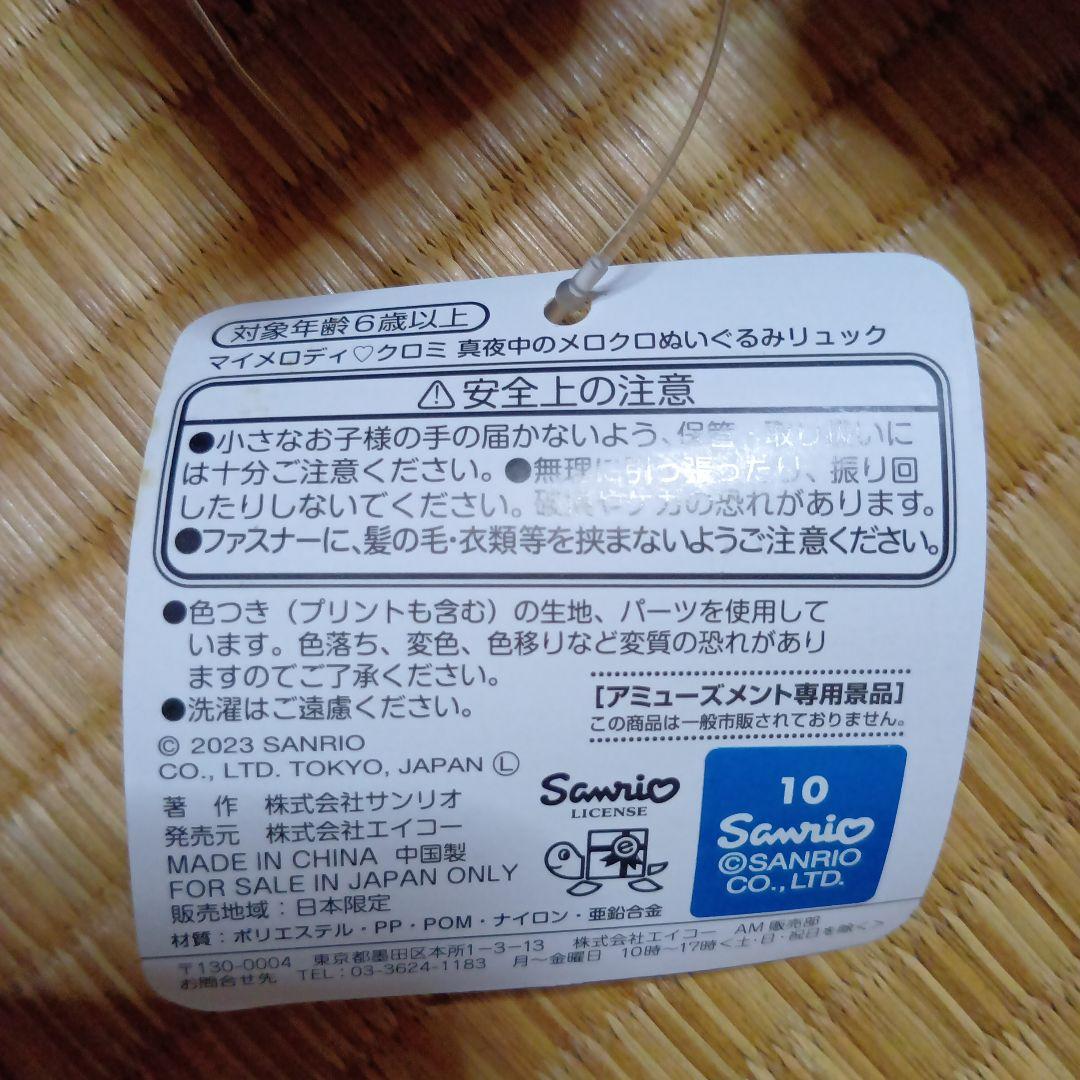 対象年齢6歳以上
マイメロディ♡クロミ 真夜中のメロクロぬいぐるみリュック
⚠安全上の注意
●小さなお子様の手の届かないよう、保管・取り扱いに
は十分ご注意ください。●無理に引っ張ったり、振り回
したりしないでください。破損やケガの恐れがあります。
●ファスナーに、髪の毛・衣類等を挟まないようご注意ください。
●色つき（プリントも含む）の生地、パーツを使用して
います。色落ち、変色、色移りなど変質の恐れがあり
ますのでご了承ください。
●洗濯はご遠慮ください。
[アミューズメント専用景品]
この商品は一般市販されておりません。
© 2023 SANRIO
CO., LTD. TOKYO, JAPAN Ⓛ
著 作 株式会社サンリオ
発売元 株式会社エイコー
MADE IN CHINA 中国製
FOR SALE IN JAPAN ONLY
販売地域：日本限定
Sanrio
LICENSE
e
10
Sanrio
©SANRIO
CO., LTD.
材質：ポリエステル・PP・POM・ナイロン・亜鉛合金
〒130-0004 東京都墨田区本所1-3-13 株式会社エイコー AM販売部
お問合せ先 TEL：03-3624-1183 月～金曜日 10時～17時＜土・日・祝日を除く＞